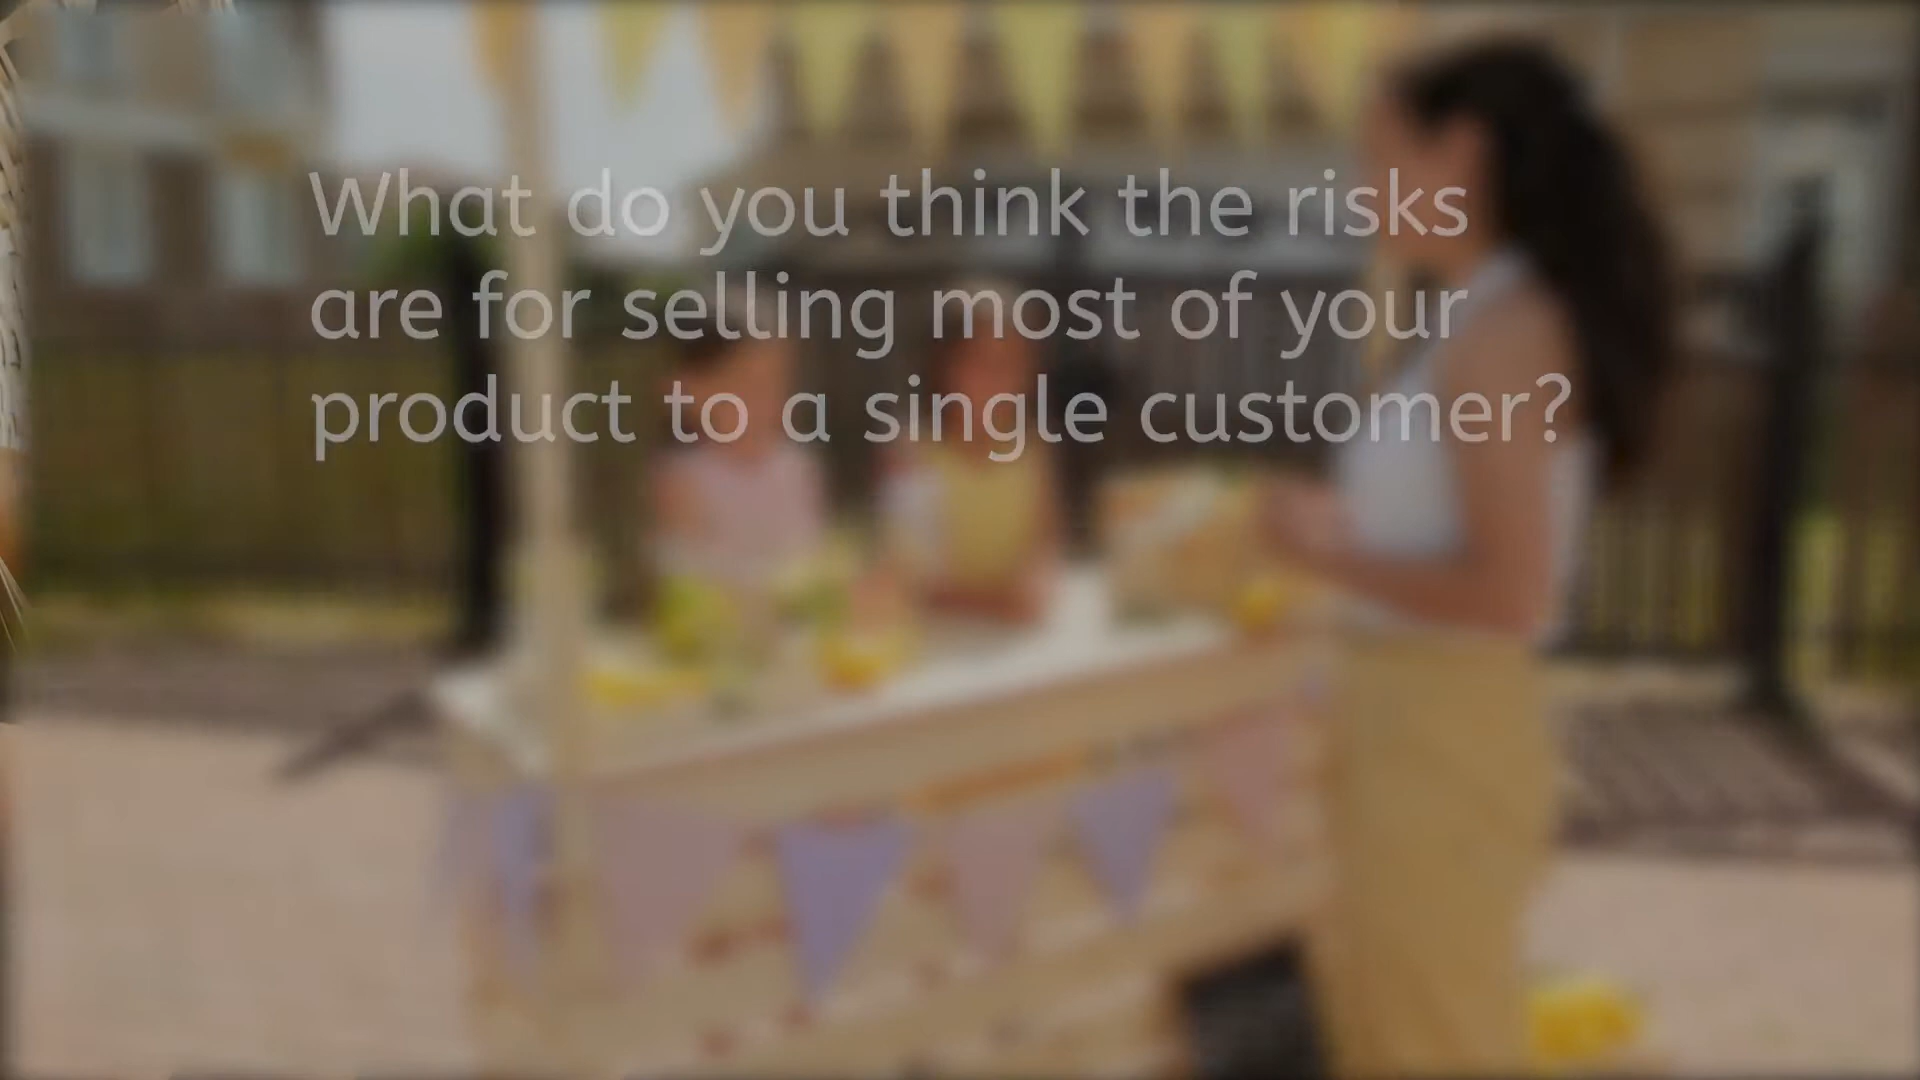 What do you think the risks
are for selling most of your
product to a single customer?